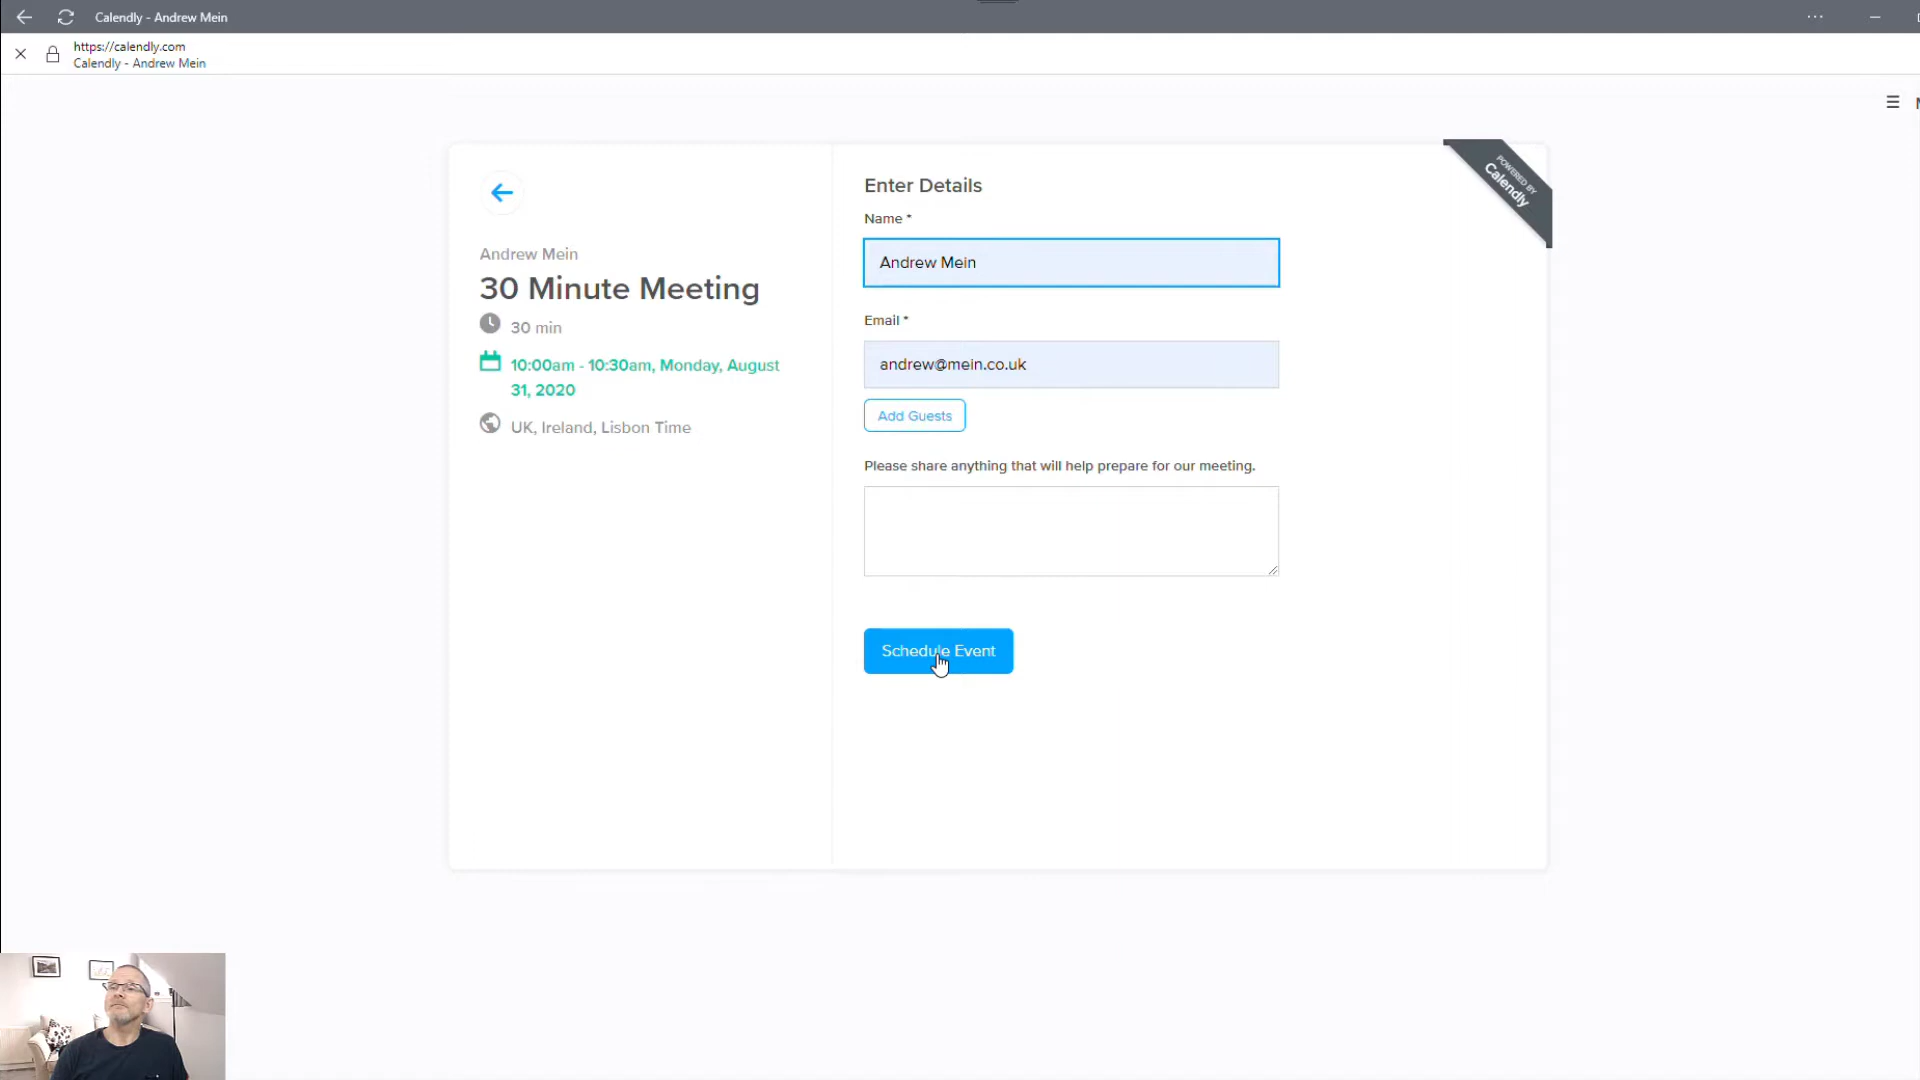 Calendly - Andrew Mein
https://calendly.com
Calendly - Andrew Mein
POWERED BY
Calendly
Andrew Mein
30 Minute Meeting
30 min
10:00am - 10:30am, Monday, August
31, 2020
UK, Ireland, Lisbon Time
Enter Details
Name *
Andrew Mein
Email *
andrew@mein.co.uk
Add Guests
Please share anything that will help prepare for our meeting.
Schedule Event